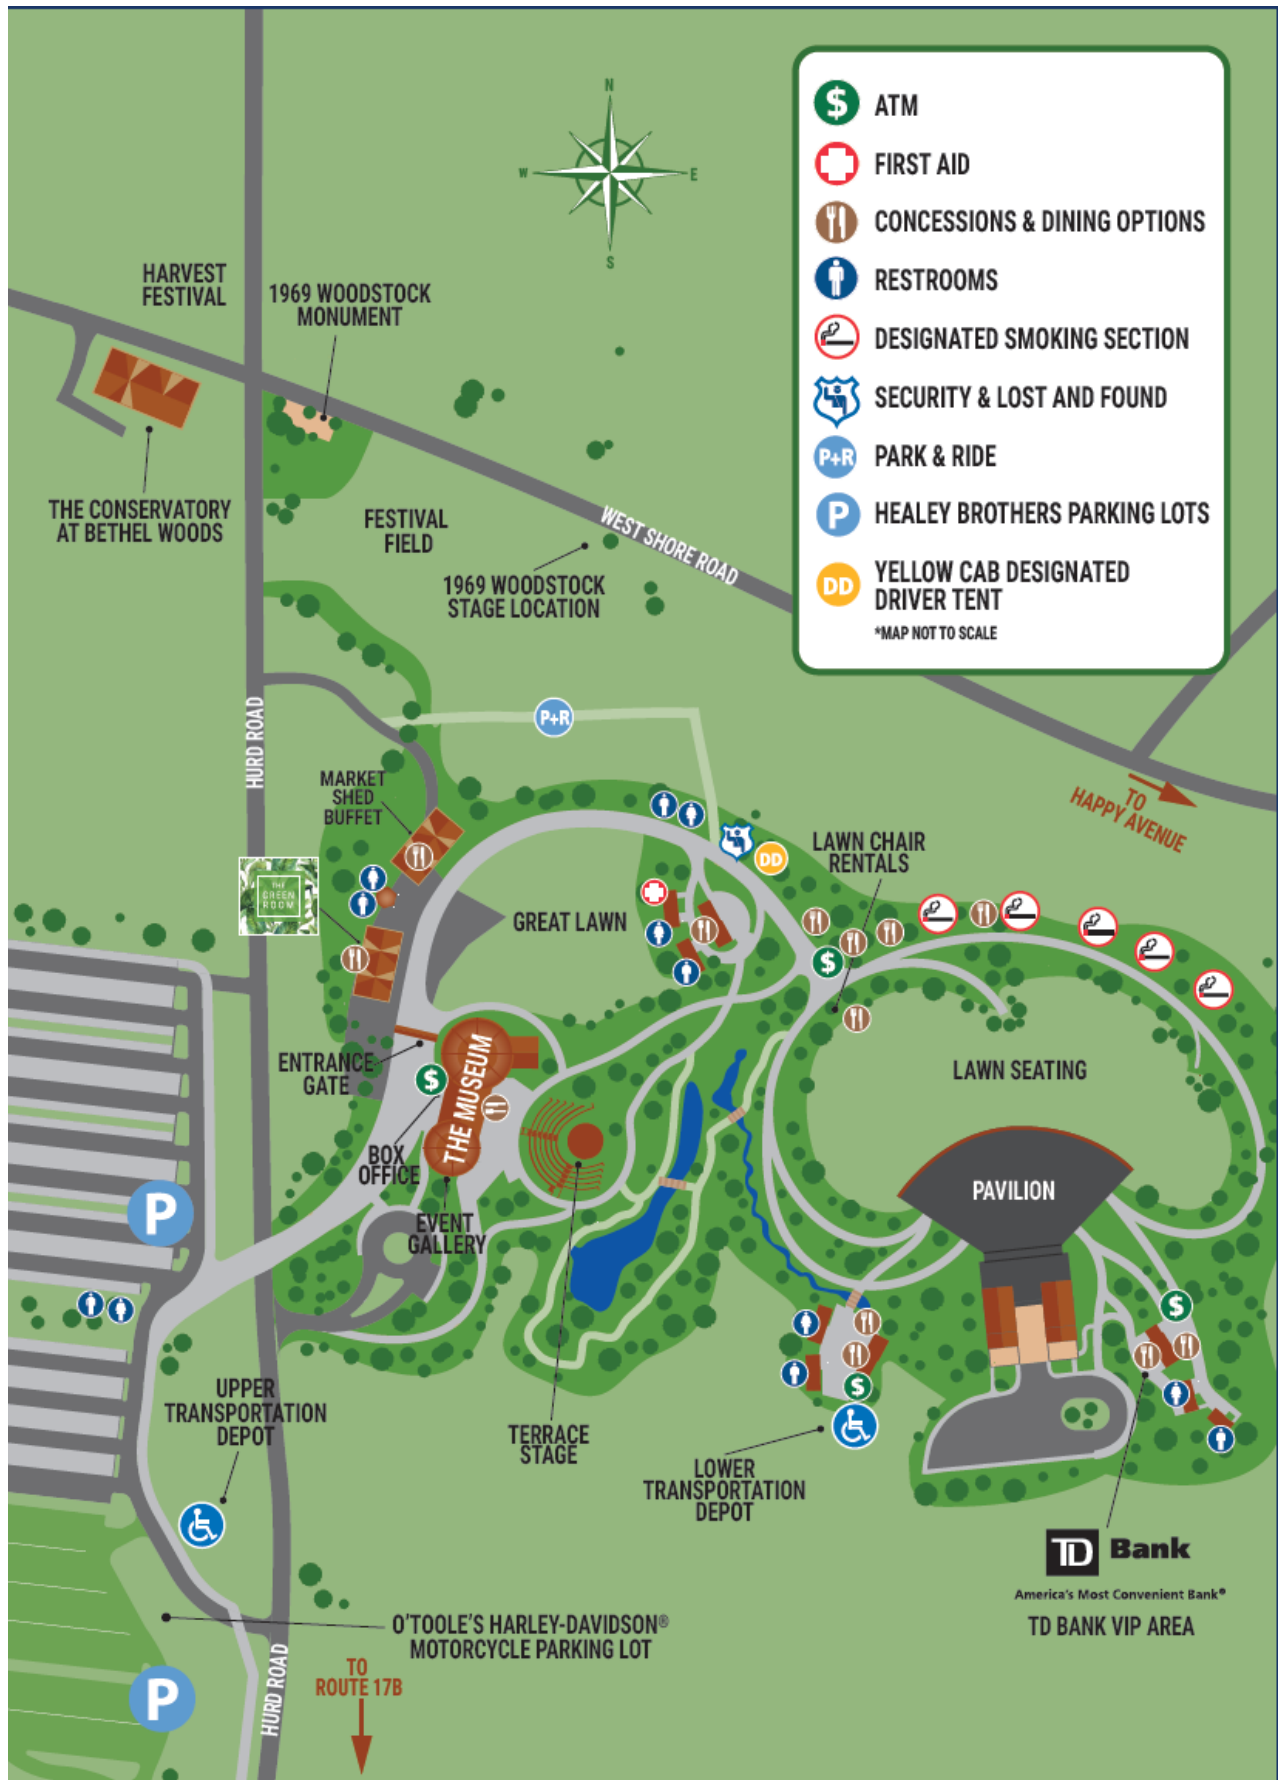 N
W
E
S
$ ATM
FIRST AID
CONCESSIONS & DINING OPTIONS
RESTROOMS
DESIGNATED SMOKING SECTION
SECURITY & LOST AND FOUND
P+R PARK & RIDE
P HEALEY BROTHERS PARKING LOTS
DD YELLOW CAB DESIGNATED
DRIVER TENT
*MAP NOT TO SCALE
HARVEST
FESTIVAL
1969 WOODSTOCK
MONUMENT
THE CONSERVATORY
AT BETHEL WOODS
FESTIVAL
FIELD
WEST SHORE ROAD
1969 WOODSTOCK
STAGE LOCATION
HURD ROAD
P+R
TO
HAPPY AVENUE
MARKET
SHED
BUFFET
THE
GREEN
ROOM
DD
LAWN CHAIR
RENTALS
GREAT LAWN
$
ENTRANCE
GATE
$
THE MUSEUM
LAWN SEATING
BOX
OFFICE
PAVILION
P
EVENT
GALLERY
$
$
UPPER
TRANSPORTATION
DEPOT
TERRACE
STAGE
LOWER
TRANSPORTATION
DEPOT
TD Bank
America's Most Convenient Bank®
TD BANK VIP AREA
O'TOOLE'S HARLEY-DAVIDSON®
MOTORCYCLE PARKING LOT
TO
ROUTE 17B
HURD ROAD
P